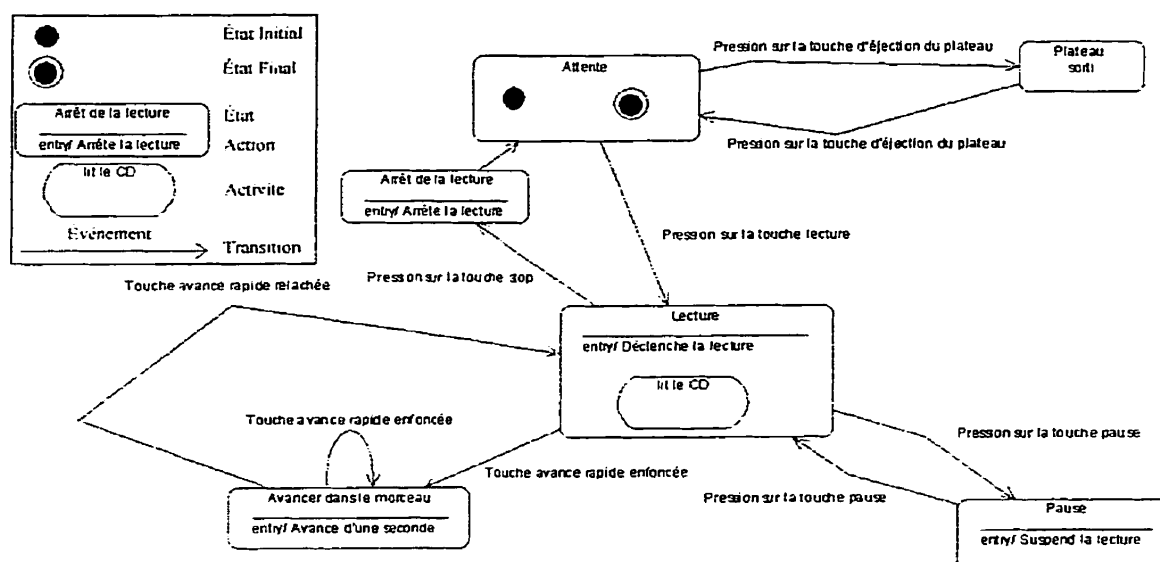 État Initial
État Final
Arrêt de la lecture
entry/ Arrête la lecture
État
Action
lit le CD
Activité
Événement
Transition
Attente
Pression sur la touche d'éjection du plateau
Plateau
sorti
Pression sur la touche d'éjection du plateau
Arrêt de la lecture
entry/ Arrête la lecture
Pression sur la touche lecture
Pression sur la touche stop
Touche avance rapide relachée
Lecture
entry/ Déclenche la lecture
lit le CD
Touche avance rapide enfoncée
Pression sur la touche pause
Touche avance rapide enfoncée
Pression sur la touche pause
Avancer dans le morceau
entry/ Avance d'une seconde
Pause
entry/ Suspend la lecture